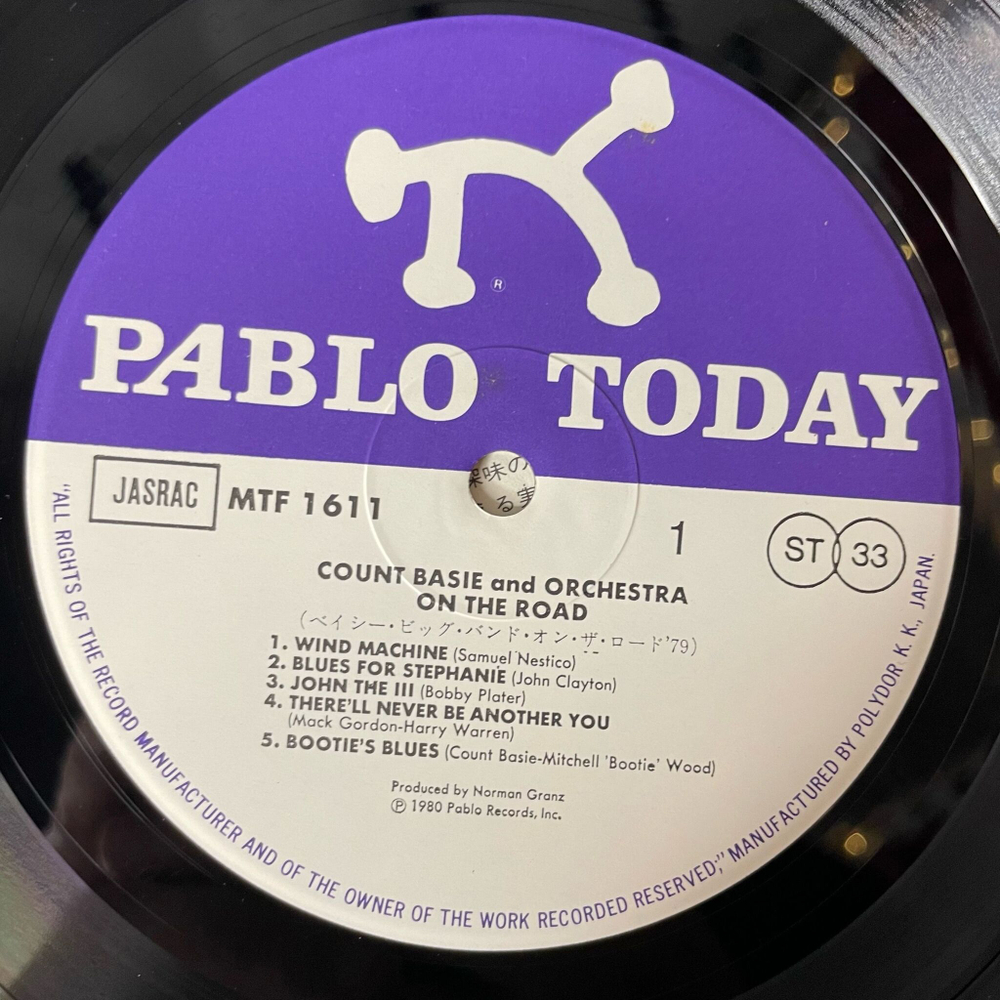 ®
PABLO TODAY
JASRAC MTF 1611
1
ST 33
COUNT BASIE and ORCHESTRA
ON THE ROAD
(ベイシー・ビッグ・バンド・オン・ザ・ロード'79)
1. WIND MACHINE (Samuel Nestico)
2. BLUES FOR STEPHANIE (John Clayton)
3. JOHN THE III (Bobby Plater)
4. THERE'LL NEVER BE ANOTHER YOU
(Mack Gordon-Harry Warren)
5. BOOTIE'S BLUES (Count Basie-Mitchell 'Bootie' Wood)
Produced by Norman Granz
℗ 1980 Pablo Records, Inc.
"ALL RIGHTS OF THE RECORD MANUFACTURER AND OF THE OWNER OF THE WORK RECORDED RESERVED;" MANUFACTURED BY POLYDOR K. K., JAPAN.
味の
る実